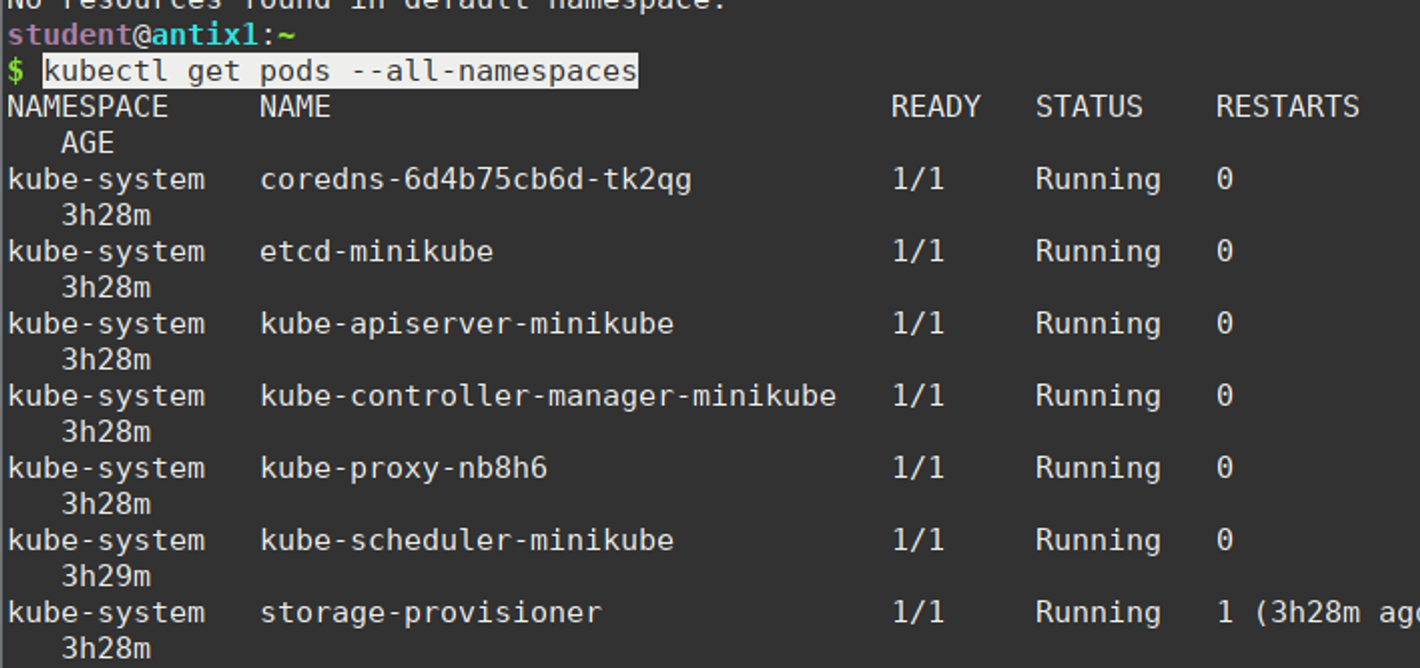 No resources found in default namespace.
student@antix1:~
$ kubectl get pods --all-namespaces
NAMESPACE NAME READY STATUS RESTARTS
AGE
kube-system coredns-6d4b75cb6d-tk2qg 1/1 Running 0
3h28m
kube-system etcd-minikube 1/1 Running 0
3h28m
kube-system kube-apiserver-minikube 1/1 Running 0
3h28m
kube-system kube-controller-manager-minikube 1/1 Running 0
3h28m
kube-system kube-proxy-nb8h6 1/1 Running 0
3h28m
kube-system kube-scheduler-minikube 1/1 Running 0
3h29m
kube-system storage-provisioner 1/1 Running 1 (3h28m ago
3h28m